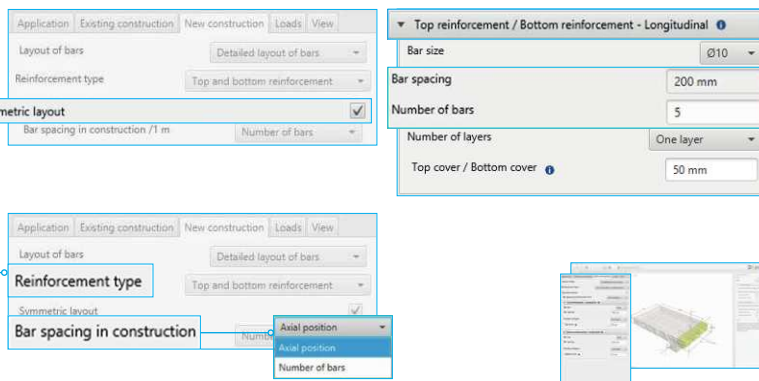 Application Existing construction New construction Loads View
Layout of bars Detailed layout of bars
Reinforcement type Top and bottom reinforcement
metric layout
Bar spacing in construction /1 m Number of bars
Top reinforcement / Bottom reinforcement - Longitudinal
Bar size Ø10
Bar spacing 200 mm
Number of bars 5
Number of layers One layer
Top cover / Bottom cover 50 mm
Application Existing construction New construction Loads View
Layout of bars Detailed layout of bars
Reinforcement type Top and bottom reinforcement
Symmetric layout
Bar spacing in construction Axial position
Axial position
Number of bars